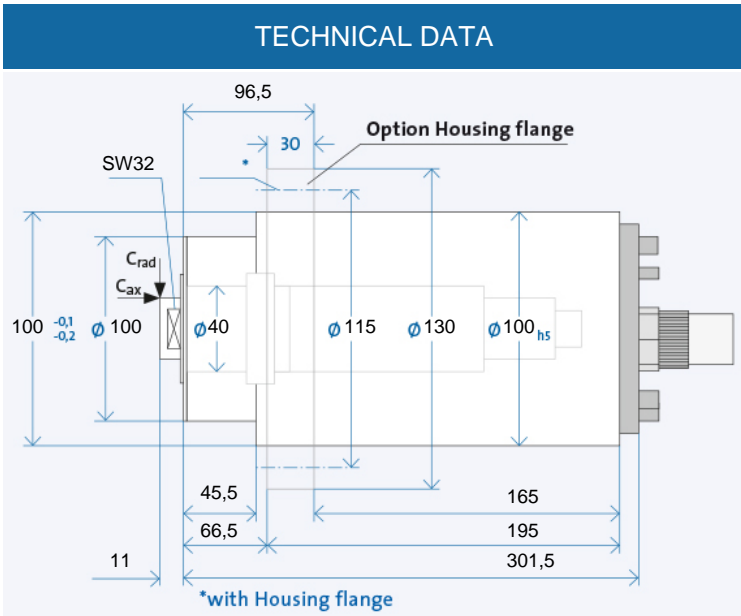 TECHNICAL DATA
96,5
Option Housing flange
30
SW32
*
Crad
Cax
100 -0,1 -0,2
ø 100
ø40
ø 115
ø 130
ø 100 h5
45,5
165
66,5
195
11
301,5
*with Housing flange